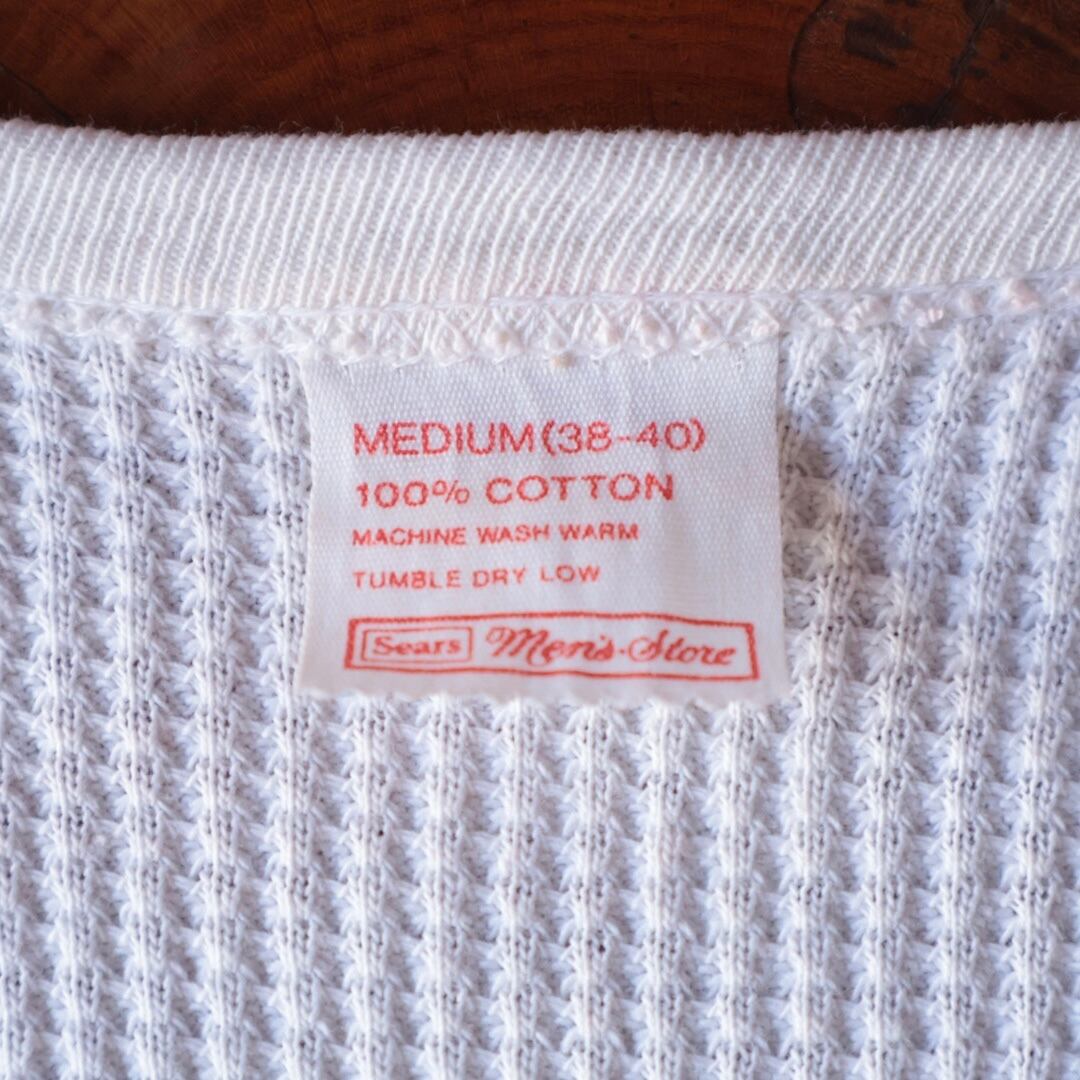 MEDIUM(38-40)
100% COTTON
MACHINE WASH WARM
TUMBLE DRY LOW
Sears Men's Store